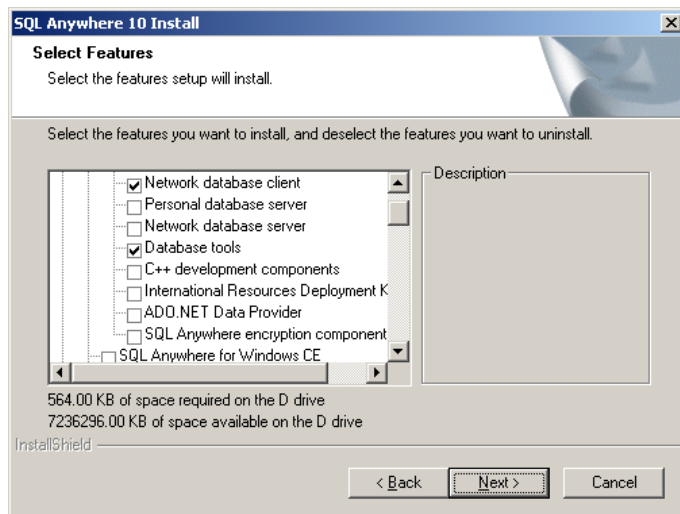 SQL Anywhere 10 Install
Select Features
Select the features setup will install.
Select the features you want to install, and deselect the features you want to uninstall.
Network database client
Personal database server
Network database server
Database tools
C++ development components
International Resources Deployment K
ADO.NET Data Provider
SQL Anywhere encryption component
SQL Anywhere for Windows CE
Description
564.00 KB of space required on the D drive
7236296.00 KB of space available on the D drive
InstallShield
< Back
Next >
Cancel